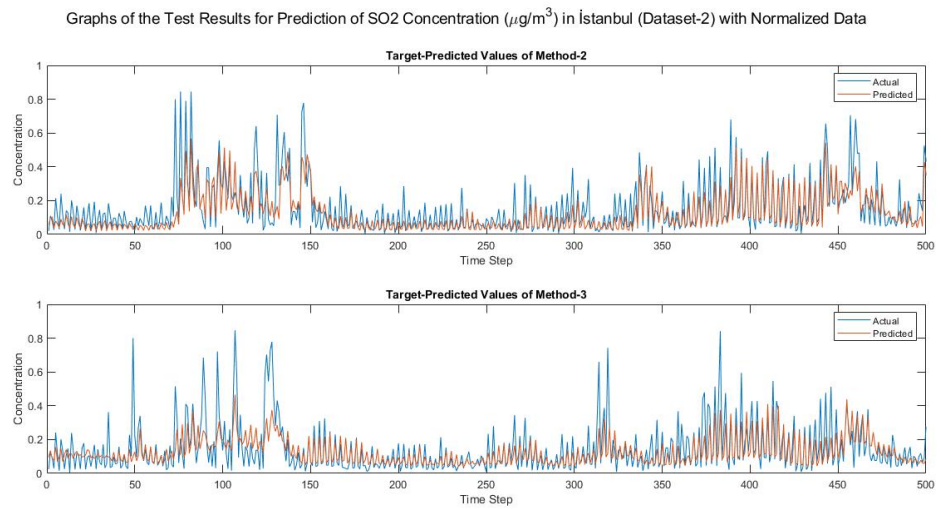 Graphs of the Test Results for Prediction of SO2 Concentration (μg/m³) in İstanbul (Dataset-2) with Normalized Data
Target-Predicted Values of Method-2
1
0.8
0.6
0.4
0.2
0
Concentration
Actual
Predicted
0 50 100 150 200 250 300 350 400 450 500
Time Step
Target-Predicted Values of Method-3
1
0.8
0.6
0.4
0.2
0
Concentration
Actual
Predicted
0 50 100 150 200 250 300 350 400 450 500
Time Step